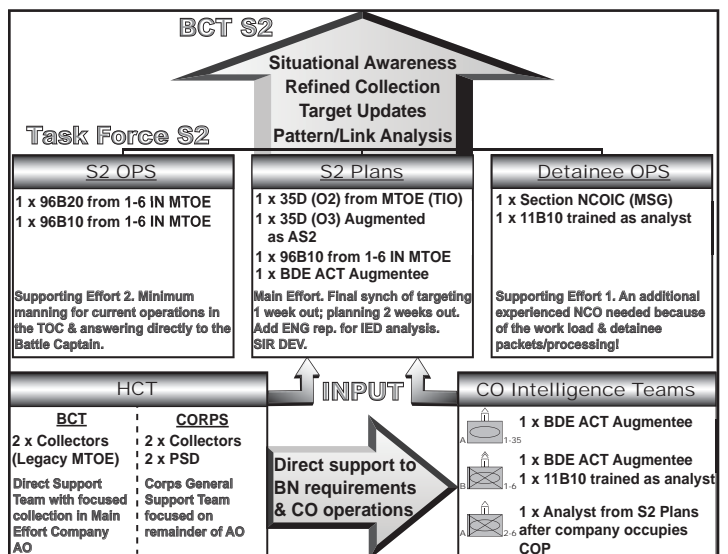 BCT S2
Situational Awareness
Refined Collection
Target Updates
Pattern/Link Analysis
Task Force S2
S2 OPS
1 x 96B20 from 1-6 IN MTOE
1 x 96B10 from 1-6 IN MTOE
Supporting Effort 2. Minimum
manning for current operations in
the TOC & answering directly to the
Battle Captain.
S2 Plans
1 x 35D (O2) from MTOE (TIO)
1 x 35D (O3) Augmented
as AS2
1 x 96B10 from 1-6 IN MTOE
1 x BDE ACT Augmentee
Main Effort. Final synch of targeting
1 week out; planning 2 weeks out.
Add ENG rep. for IED analysis.
SIR DEV.
Detainee OPS
1 x Section NCOIC (MSG)
1 x 11B10 trained as analyst
Supporting Effort 1. An additional
experienced NCO needed because
of the work load & detainee
packets/processing!
INPUT
HCT
BCT
2 x Collectors
(Legacy MTOE)
Direct Support
Team with focused
collection in Main
Effort Company
AO
CORPS
2 x Collectors
2 x PSD
Corps General
Support Team
focused on
remainder of AO
Direct support to
BN requirements
& CO operations
CO Intelligence Teams
A 1-35
1 x BDE ACT Augmentee
B 1-6
1 x BDE ACT Augmentee
1 x 11B10 trained as analyst
A 2-6
1 x Analyst from S2 Plans
after company occupies
COP